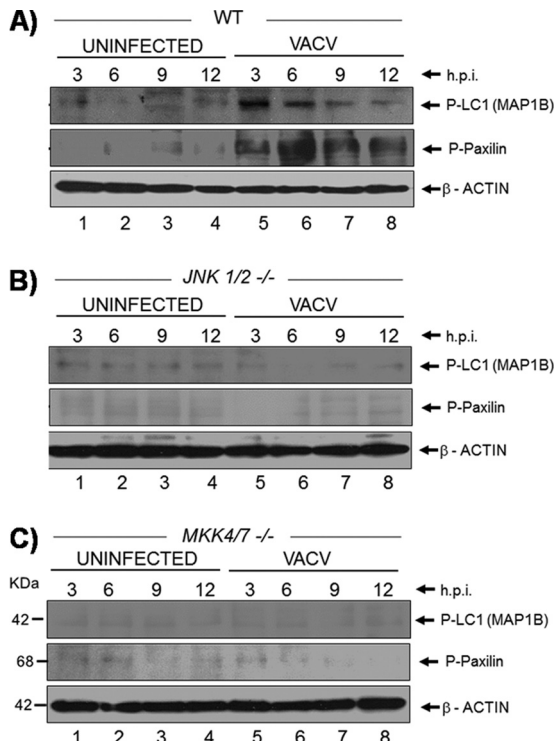 A) WT
UNINFECTED VACV
3 6 9 12 3 6 9 12 h.p.i.
P-LC1 (MAP1B)
P-Paxilin
β - ACTIN
1 2 3 4 5 6 7 8
B) JNK 1/2 -/-
UNINFECTED VACV
3 6 9 12 3 6 9 12 h.p.i.
P-LC1 (MAP1B)
P-Paxilin
β - ACTIN
1 2 3 4 5 6 7 8
C) MKK4/7 -/-
UNINFECTED VACV
KDa 3 6 9 12 3 6 9 12 h.p.i.
42 P-LC1 (MAP1B)
68 P-Paxilin
42 β - ACTIN
1 2 3 4 5 6 7 8